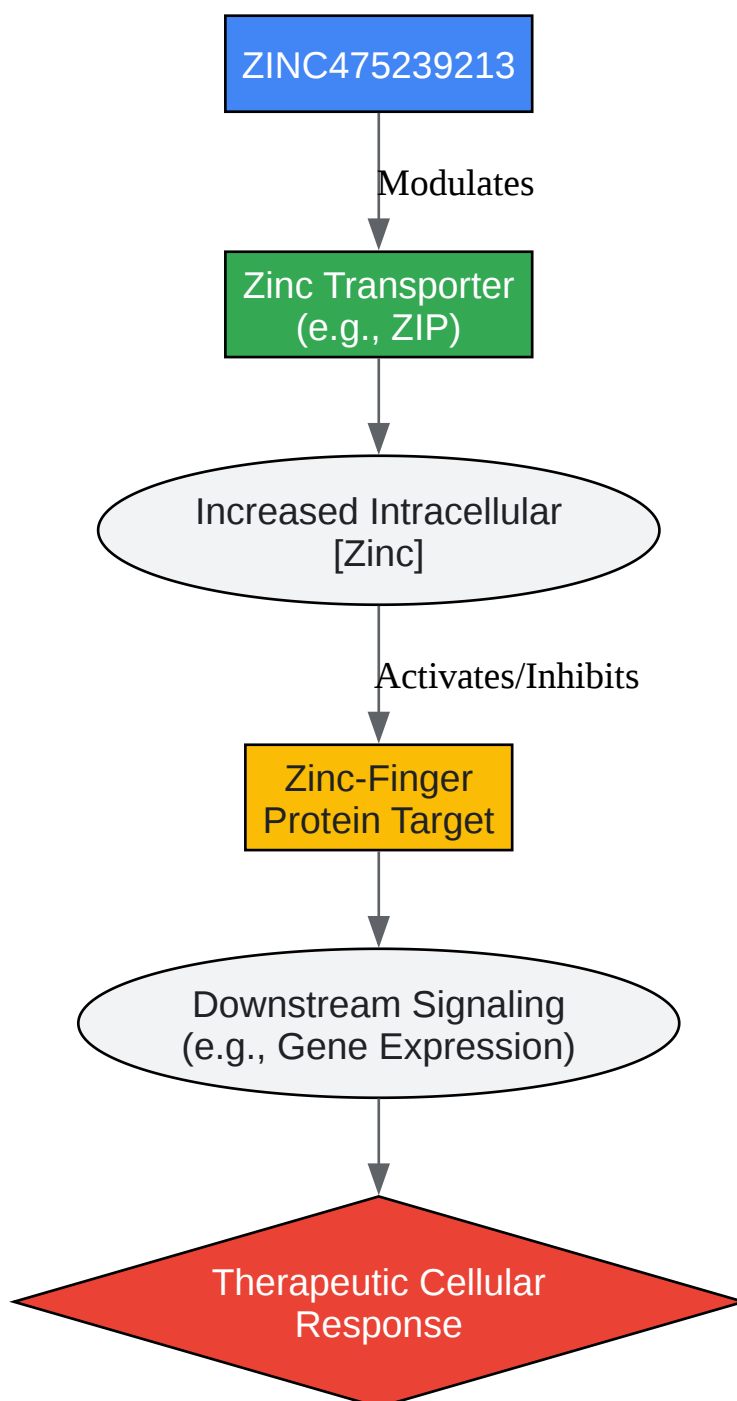 ZINC475239213
Modulates
Zinc Transporter
(e.g., ZIP)
Increased Intracellular
[Zinc]
Activates/Inhibits
Zinc-Finger
Protein Target
Downstream Signaling
(e.g., Gene Expression)
Therapeutic Cellular
Response